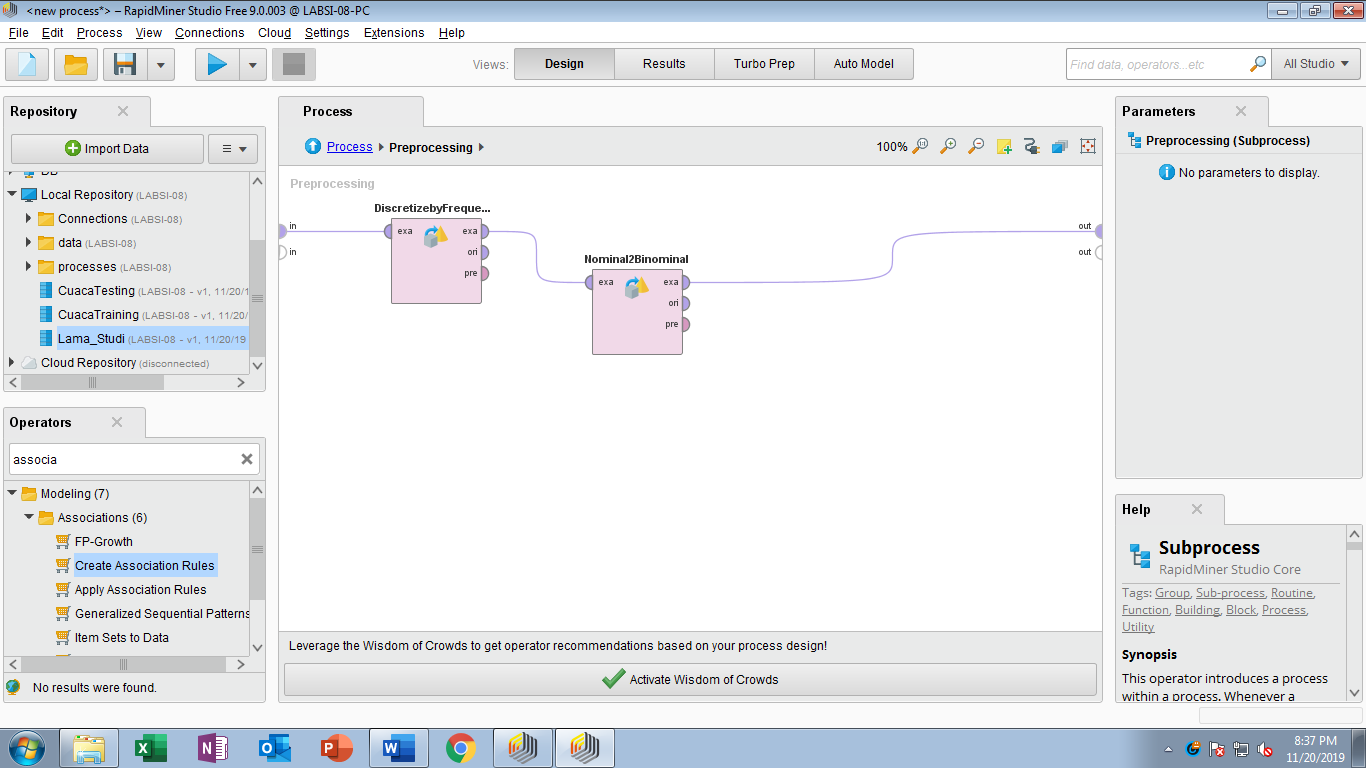 <new process*> – RapidMiner Studio Free 9.0.003 @ LABSI-08-PC
File Edit Process View Connections Cloud Settings Extensions Help
Views: Design Results Turbo Prep Auto Model
Find data, operators...etc
All Studio
Repository
Import Data
DB
Local Repository (LABSI-08)
Connections (LABSI-08)
data (LABSI-08)
processes (LABSI-08)
CuacaTesting (LABSI-08 – v1, 11/20/1
CuacaTraining (LABSI-08 – v1, 11/20/
Lama_Studi (LABSI-08 – v1, 11/20/19
Cloud Repository (disconnected)
Operators
associa
Modeling (7)
Associations (6)
FP-Growth
Create Association Rules
Apply Association Rules
Generalized Sequential Patterns
Item Sets to Data
No results were found.
Process
Process Preprocessing
100%
Preprocessing
in
in
DiscretizebyFreque...
exa exa
ori
pre
Nominal2Binominal
exa exa
ori
pre
out
out
Leverage the Wisdom of Crowds to get operator recommendations based on your process design!
Activate Wisdom of Crowds
Parameters
Preprocessing (Subprocess)
No parameters to display.
Help
Subprocess
RapidMiner Studio Core
Tags: Group, Sub-process, Routine,
Function, Building, Block, Process,
Utility
Synopsis
This operator introduces a process
within a process. Whenever a
8:37 PM
11/20/2019